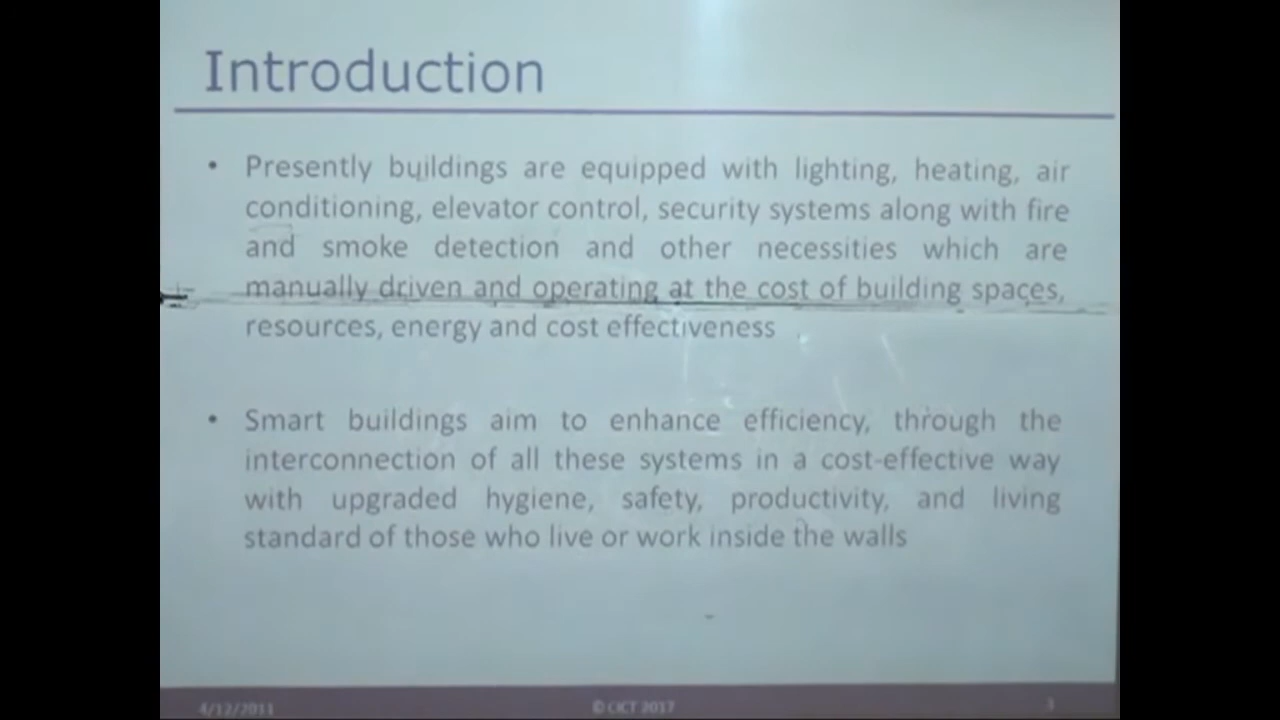 Introduction
• Presently buildings are equipped with lighting, heating, air
conditioning, elevator control, security systems along with fire
and smoke detection and other necessities which are
manually driven and operating at the cost of building spaces,
resources, energy and cost effectiveness
• Smart buildings aim to enhance efficiency, through the
interconnection of all these systems in a cost-effective way
with upgraded hygiene, safety, productivity, and living
standard of those who live or work inside the walls
4/12/2011 © CICT 2017 3